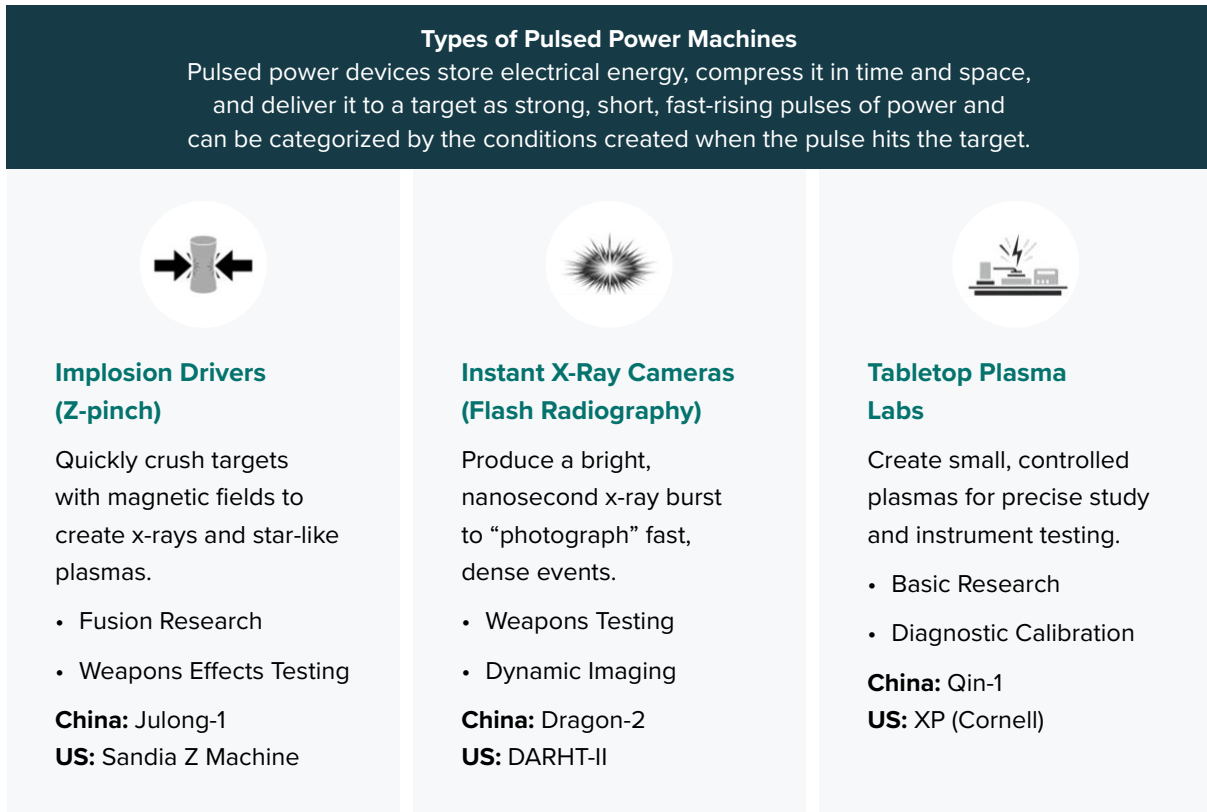 Types of Pulsed Power Machines
Pulsed power devices store electrical energy, compress it in time and space,
and deliver it to a target as strong, short, fast-rising pulses of power and
can be categorized by the conditions created when the pulse hits the target.
Implosion Drivers
(Z-pinch)
Quickly crush targets
with magnetic fields to
create x-rays and star-like
plasmas.
• Fusion Research
• Weapons Effects Testing
China: Julong-1
US: Sandia Z Machine
Instant X-Ray Cameras
(Flash Radiography)
Produce a bright,
nanosecond x-ray burst
to “photograph” fast,
dense events.
• Weapons Testing
• Dynamic Imaging
China: Dragon-2
US: DARHT-II
Tabletop Plasma
Labs
Create small, controlled
plasmas for precise study
and instrument testing.
• Basic Research
• Diagnostic Calibration
China: Qin-1
US: XP (Cornell)